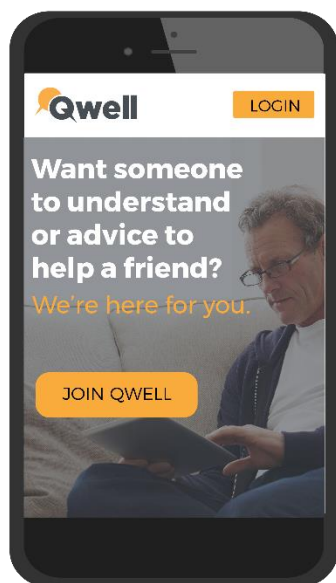 Qwell
LOGIN
Want someone
to understand
or advice to
help a friend?
We're here for you.
JOIN QWELL